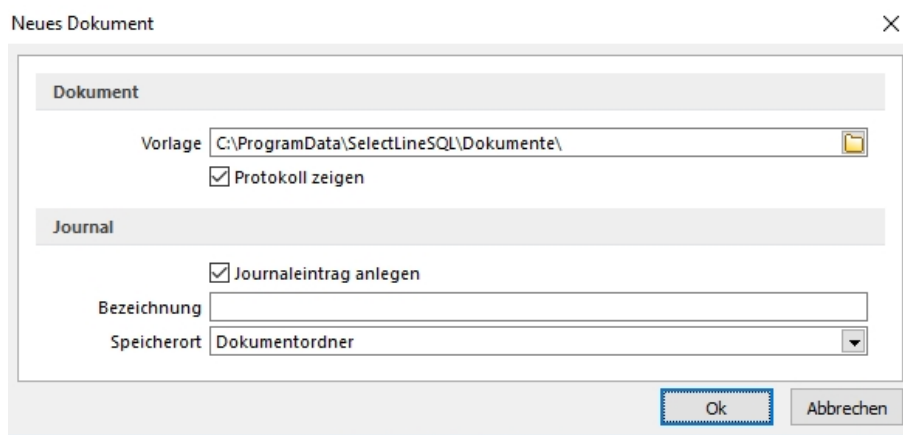 Neues Dokument
Dokument
Vorlage C:\ProgramData\SelectLineSQL\Dokumente\
Protokoll zeigen
Journal
Journaleintrag anlegen
Bezeichnung
Speicherort Dokumentordner
Ok Abbrechen